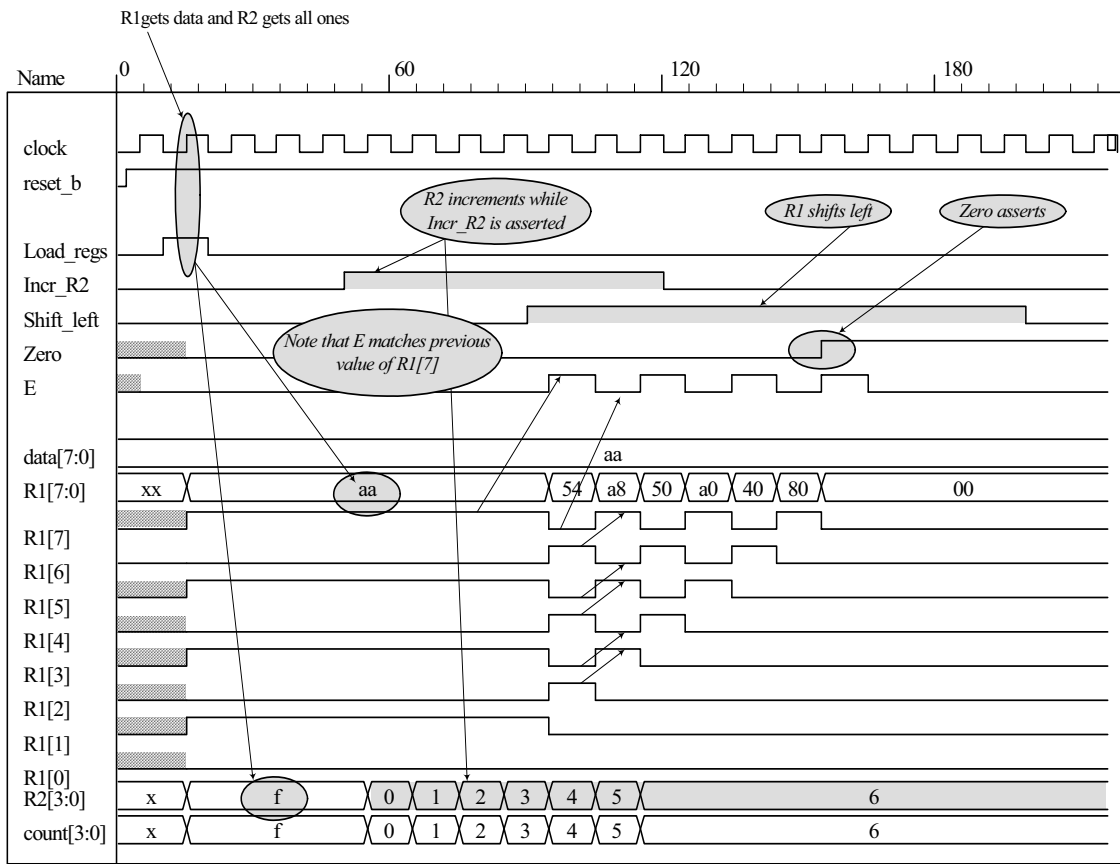 R1gets data and R2 gets all ones
Name 0 60 120 180
clock
reset_b
R2 increments while
Incr_R2 is asserted
R1 shifts left
Zero asserts
Load_regs
Incr_R2
Shift_left
Note that E matches previous
value of R1[7]
Zero
E
data[7:0] aa
R1[7:0] xx aa 54 a8 50 a0 40 80 00
R1[7]
R1[6]
R1[5]
R1[4]
R1[3]
R1[2]
R1[1]
R1[0]
R2[3:0] x f 0 1 2 3 4 5 6
count[3:0] x f 0 1 2 3 4 5 6